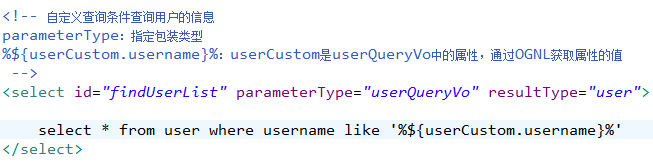 <!-- 自定义查询条件查询用户的信息
parameterType：指定包装类型
%${userCustom.username}%：userCustom是userQueryVo中的属性，通过OGNL获取属性的值
-->
<select id="findUserList" parameterType="userQueryVo" resultType="user">
select * from user where username like '%${userCustom.username}%'
</select>